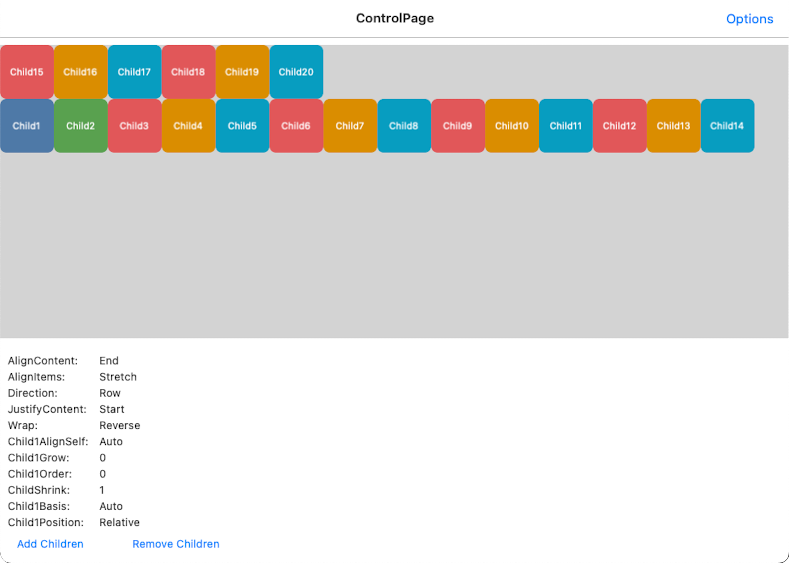 ControlPage
Options
Child15 Child16 Child17 Child18 Child19 Child20
Child1 Child2 Child3 Child4 Child5 Child6 Child7 Child8 Child9 Child10 Child11 Child12 Child13 Child14
AlignContent: End
AlignItems: Stretch
Direction: Row
JustifyContent: Start
Wrap: Reverse
Child1AlignSelf: Auto
Child1Grow: 0
Child1Order: 0
ChildShrink: 1
Child1Basis: Auto
Child1Position: Relative
Add Children Remove Children